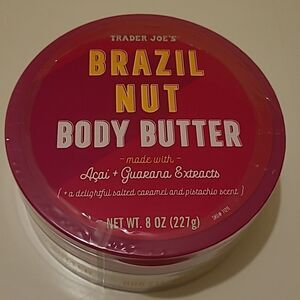 TRADER JOE'S
BRAZIL
NUT
BODY BUTTER
- made with -
Açaí + Guarana Extracts
( + a delightful salted caramel and pistachio scent )
NET WT. 8 OZ (227g)